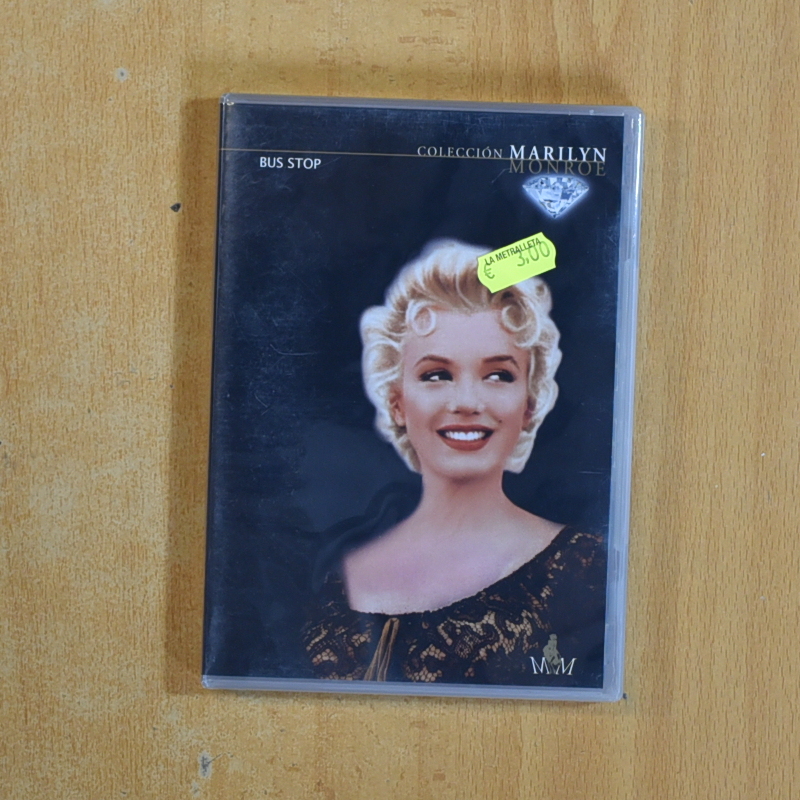 COLECCIÓN MARILYN
MONROE
BUS STOP
LA METRALLETA
€ 3,00
MM